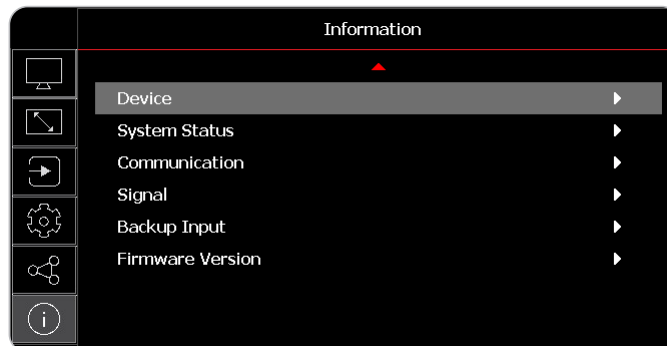 Information
Device
System Status
Communication
Signal
Backup Input
Firmware Version